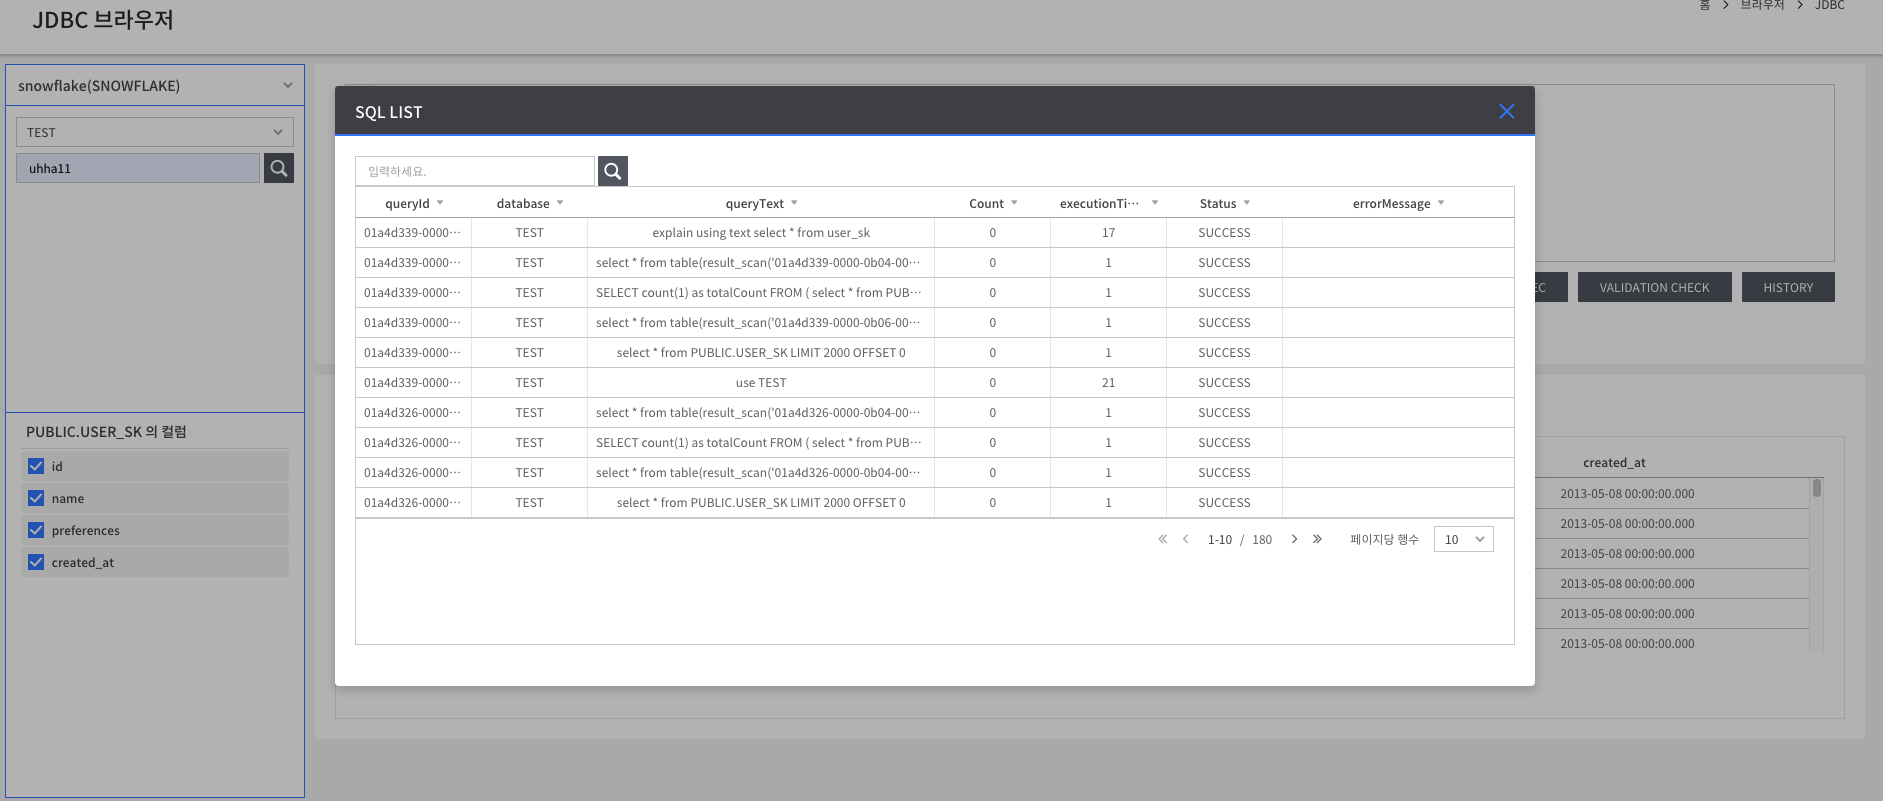 JDBC 브라우저
홈 > 브라우저 > JDBC
snowflake(SNOWFLAKE)
TEST
uhha11
PUBLIC.USER_SK 의 컬럼
id
name
preferences
created_at
SQL LIST
입력하세요.
queryId database queryText Count executionTi··· Status errorMessage
01a4d339-0000··· TEST explain using text select * from user_sk 0 17 SUCCESS
01a4d339-0000··· TEST select * from table(result_scan('01a4d339-0000-0b04-00··· 0 1 SUCCESS
01a4d339-0000··· TEST SELECT count(1) as totalCount FROM ( select * from PUB··· 0 1 SUCCESS
01a4d339-0000··· TEST select * from table(result_scan('01a4d339-0000-0b06-00··· 0 1 SUCCESS
01a4d339-0000··· TEST select * from PUBLIC.USER_SK LIMIT 2000 OFFSET 0 0 1 SUCCESS
01a4d339-0000··· TEST use TEST 0 21 SUCCESS
01a4d326-0000··· TEST select * from table(result_scan('01a4d326-0000-0b04-00··· 0 1 SUCCESS
01a4d326-0000··· TEST SELECT count(1) as totalCount FROM ( select * from PUB··· 0 1 SUCCESS
01a4d326-0000··· TEST select * from table(result_scan('01a4d326-0000-0b04-00··· 0 1 SUCCESS
01a4d326-0000··· TEST select * from PUBLIC.USER_SK LIMIT 2000 OFFSET 0 0 1 SUCCESS
1-10 / 180 페이지당 행수 10
EC VALIDATION CHECK HISTORY
created_at
2013-05-08 00:00:00.000
2013-05-08 00:00:00.000
2013-05-08 00:00:00.000
2013-05-08 00:00:00.000
2013-05-08 00:00:00.000
2013-05-08 00:00:00.000